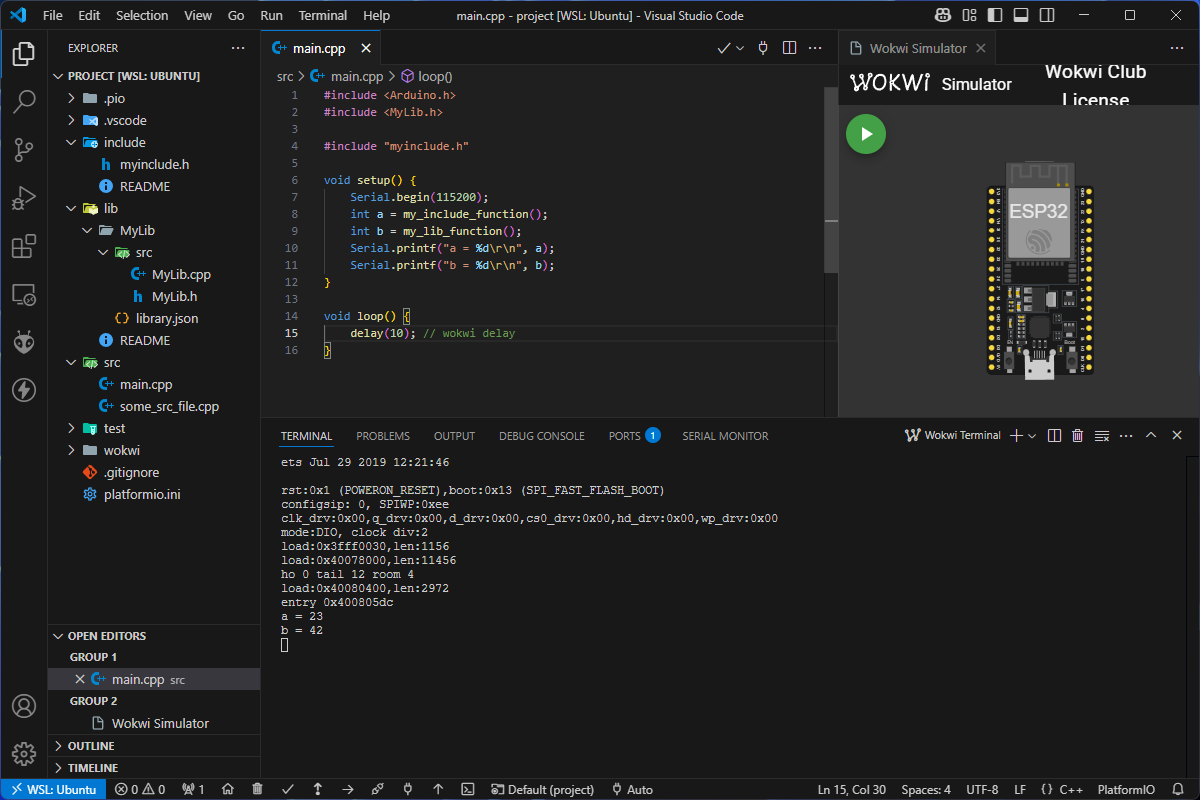 File Edit Selection View Go Run Terminal Help main.cpp - project [WSL: Ubuntu] - Visual Studio Code
EXPLORER
PROJECT [WSL: UBUNTU]
.pio
.vscode
include
myinclude.h
README
lib
MyLib
src
MyLib.cpp
MyLib.h
library.json
README
src
main.cpp
some_src_file.cpp
test
wokwi
.gitignore
platformio.ini
OPEN EDITORS
GROUP 1
main.cpp src
GROUP 2
Wokwi Simulator
OUTLINE
TIMELINE
main.cpp
src > main.cpp > loop()
1 #include <Arduino.h>
2 #include <MyLib.h>
3
4 #include "myinclude.h"
5
6 void setup() {
7 Serial.begin(115200);
8 int a = my_include_function();
9 int b = my_lib_function();
10 Serial.printf("a = %d\r\n", a);
11 Serial.printf("b = %d\r\n", b);
12 }
13
14 void loop() {
15 delay(10); // wokwi delay
16 }
Wokwi Simulator
WOKWi Simulator
Wokwi Club
License
ESP32
TERMINAL PROBLEMS OUTPUT DEBUG CONSOLE PORTS 1 SERIAL MONITOR Wokwi Terminal
ets Jul 29 2019 12:21:46
rst:0x1 (POWERON_RESET),boot:0x13 (SPI_FAST_FLASH_BOOT)
configsip: 0, SPIWP:0xee
clk_drv:0x00,q_drv:0x00,d_drv:0x00,cs0_drv:0x00,hd_drv:0x00,wp_drv:0x00
mode:DIO, clock div:2
load:0x3fff0030,len:1156
load:0x40078000,len:11456
ho 0 tail 12 room 4
load:0x40080400,len:2972
entry 0x400805dc
a = 23
b = 42
WSL: Ubuntu 0 0 1 Default (project) Auto Ln 15, Col 30 Spaces: 4 UTF-8 LF {} C++ PlatformIO